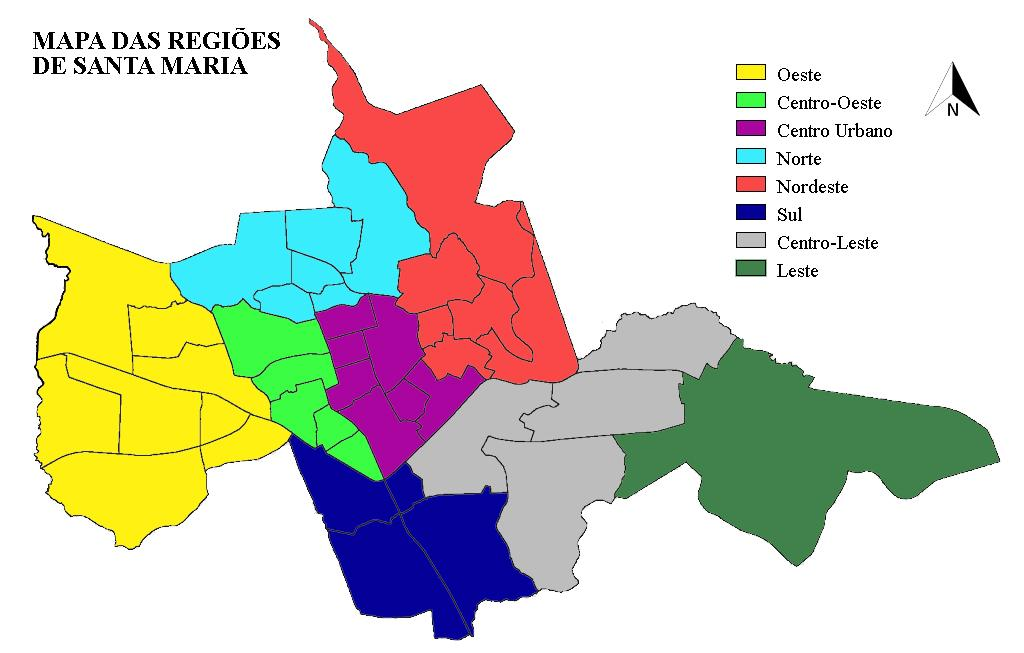 MAPA DAS REGIÕES
DE SANTA MARIA
Oeste
Centro-Oeste
Centro Urbano
Norte
Nordeste
Sul
Centro-Leste
Leste
N